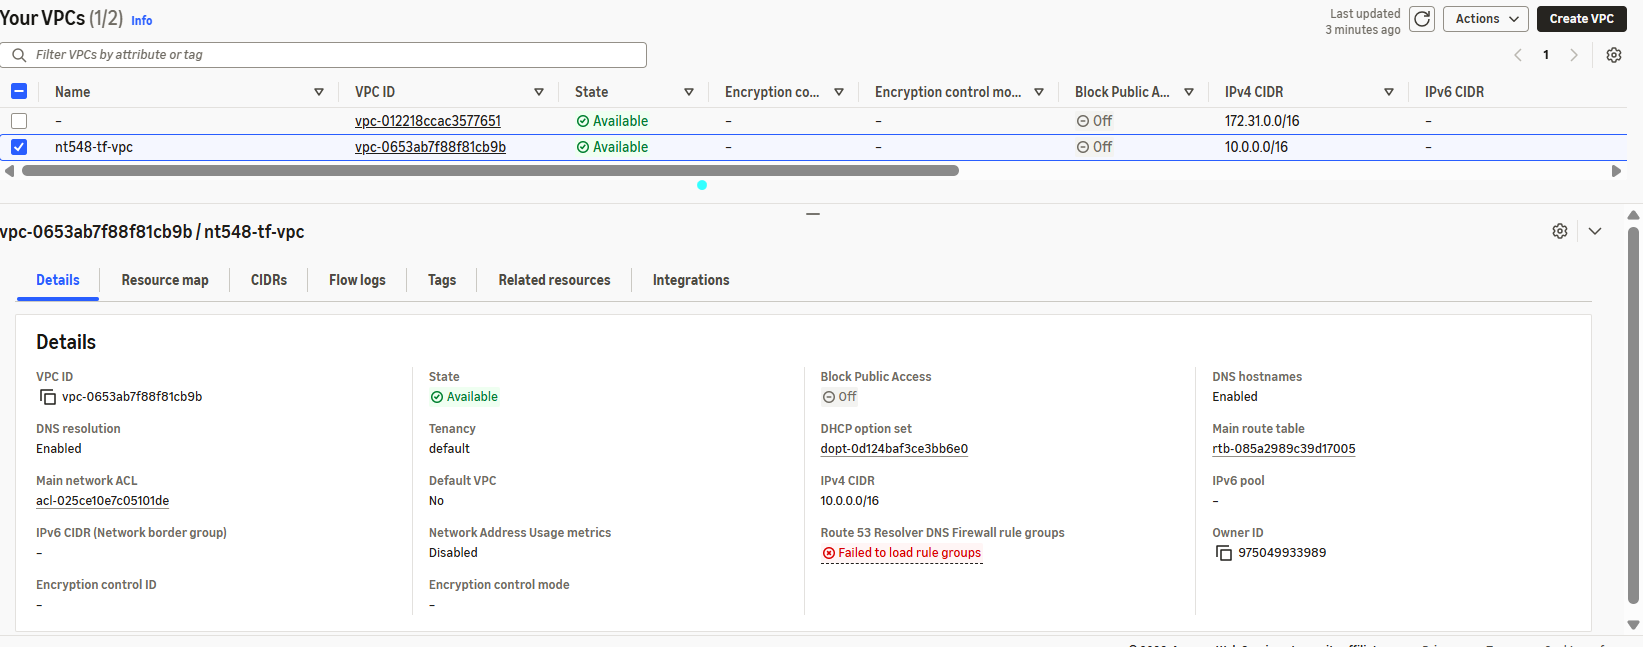 Your VPCs (1/2) Info
Last updated
3 minutes ago
Actions
Create VPC
Filter VPCs by attribute or tag
1
Name VPC ID State Encryption co... Encryption control mo... Block Public A... IPv4 CIDR IPv6 CIDR
– vpc-012218ccac3577651 Available – – Off 172.31.0.0/16 –
nt548-tf-vpc vpc-0653ab7f88f81cb9b Available – – Off 10.0.0.0/16 –
vpc-0653ab7f88f81cb9b / nt548-tf-vpc
Details Resource map CIDRs Flow logs Tags Related resources Integrations
Details
VPC ID State Block Public Access DNS hostnames
vpc-0653ab7f88f81cb9b Available Off Enabled
DNS resolution Tenancy DHCP option set Main route table
Enabled default dopt-0d124baf3ce3bb6e0 rtb-085a2989c39d17005
Main network ACL Default VPC IPv4 CIDR IPv6 pool
acl-025ce10e7c05101de No 10.0.0.0/16 –
IPv6 CIDR (Network border group) Network Address Usage metrics Route 53 Resolver DNS Firewall rule groups Owner ID
– Disabled Failed to load rule groups 975049933989
Encryption control ID Encryption control mode
– –